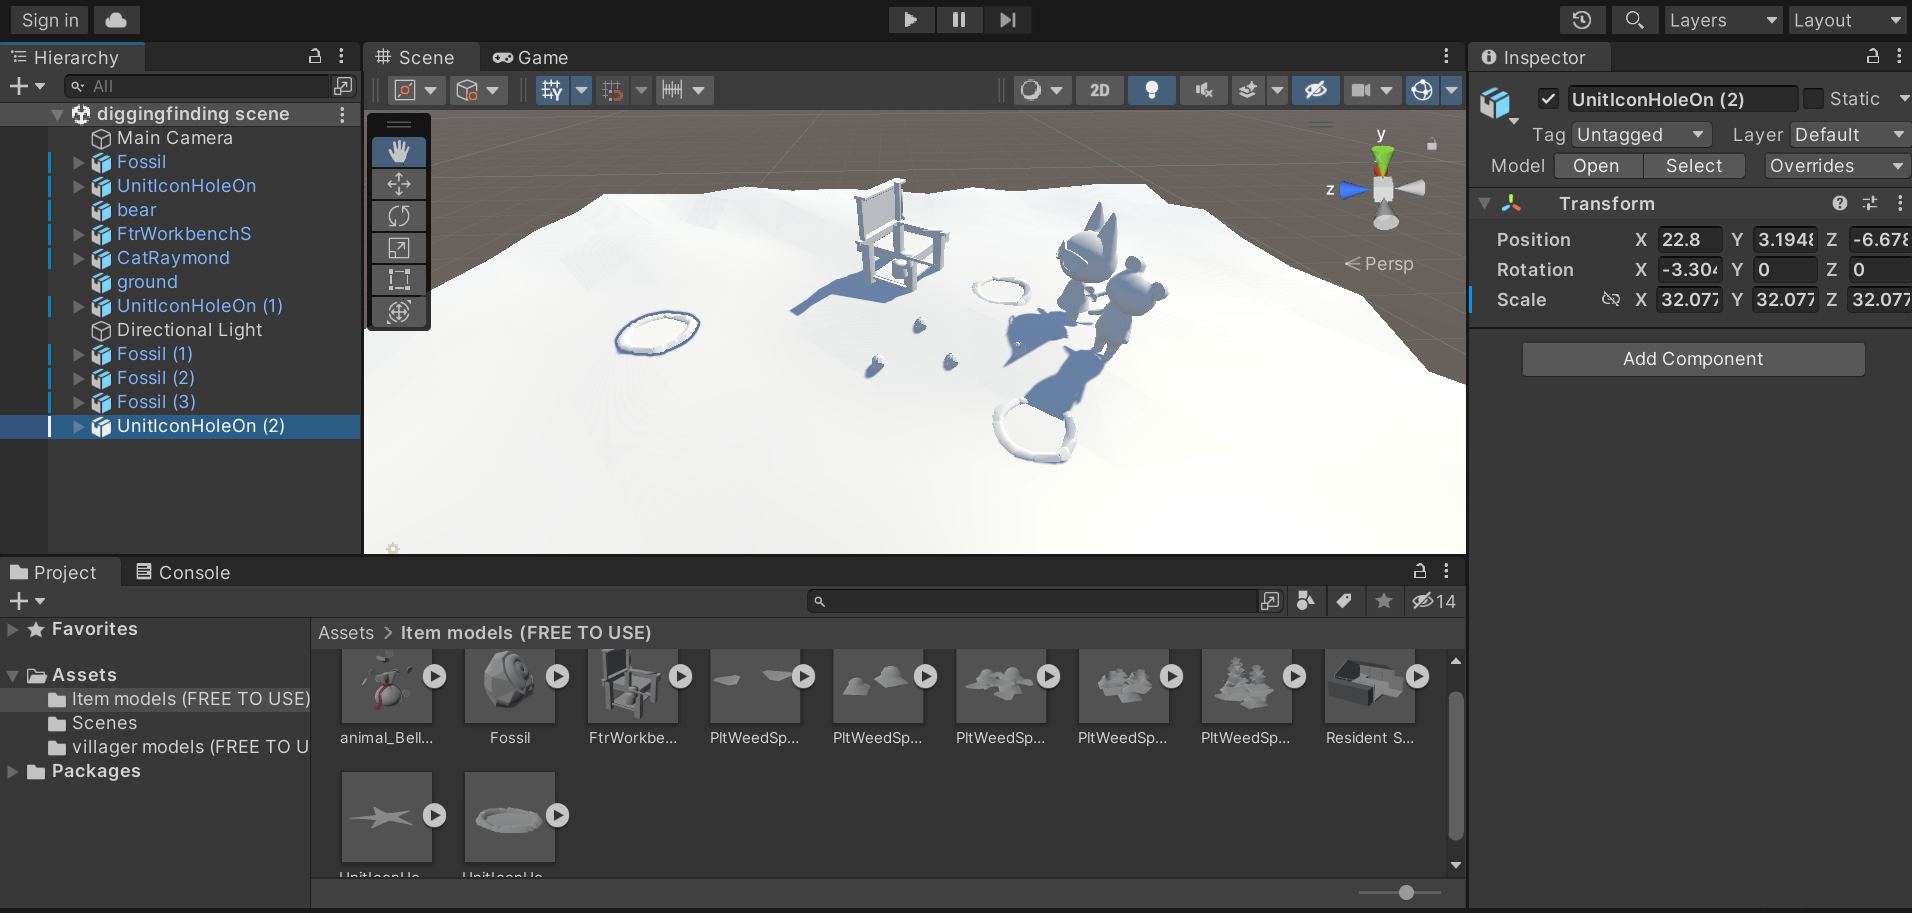 Sign in
Layers
Layout
Hierarchy
Scene
Game
Inspector
All
2D
UnitIconHoleOn (2)
Static
diggingfinding scene
Main Camera
Fossil
UnitIconHoleOn
bear
FtrWorkbenchS
CatRaymond
ground
UnitIconHoleOn (1)
Directional Light
Fossil (1)
Fossil (2)
Fossil (3)
UnitIconHoleOn (2)
y
z
Persp
Tag Untagged Layer Default
Model Open Select Overrides
Transform
Position X 22.8 Y 3.1948 Z -6.678
Rotation X -3.304 Y 0 Z 0
Scale X 32.077 Y 32.077 Z 32.077
Add Component
Project
Console
14
Favorites
Assets
Item models (FREE TO USE)
Scenes
villager models (FREE TO U
Packages
Assets > Item models (FREE TO USE)
animal_Bell...
Fossil
FtrWorkbe...
PltWeedSp...
PltWeedSp...
PltWeedSp...
PltWeedSp...
PltWeedSp...
Resident S...